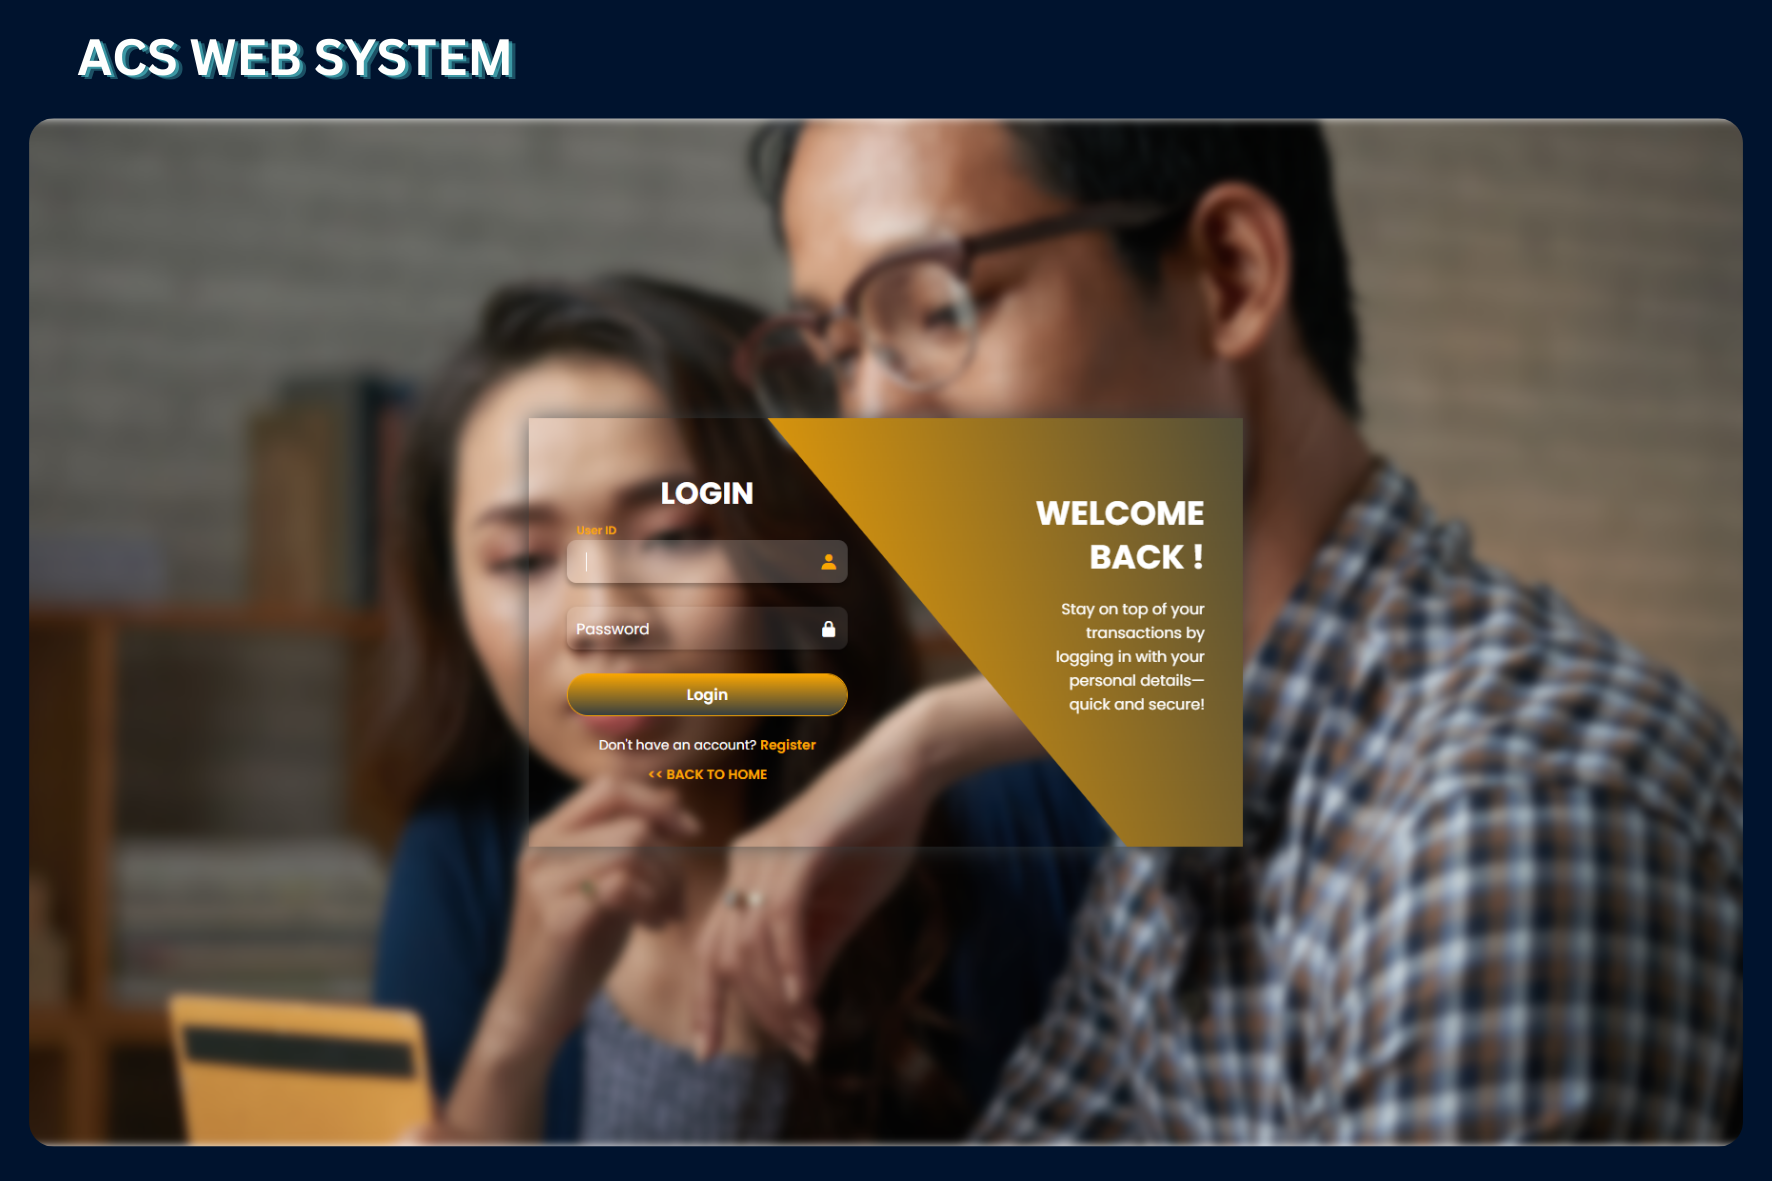 ACS WEB SYSTEM
LOGIN
User ID
Password
Login
Don't have an account? Register
<< BACK TO HOME
WELCOME
BACK !
Stay on top of your
transactions by
logging in with your
personal details—
quick and secure!